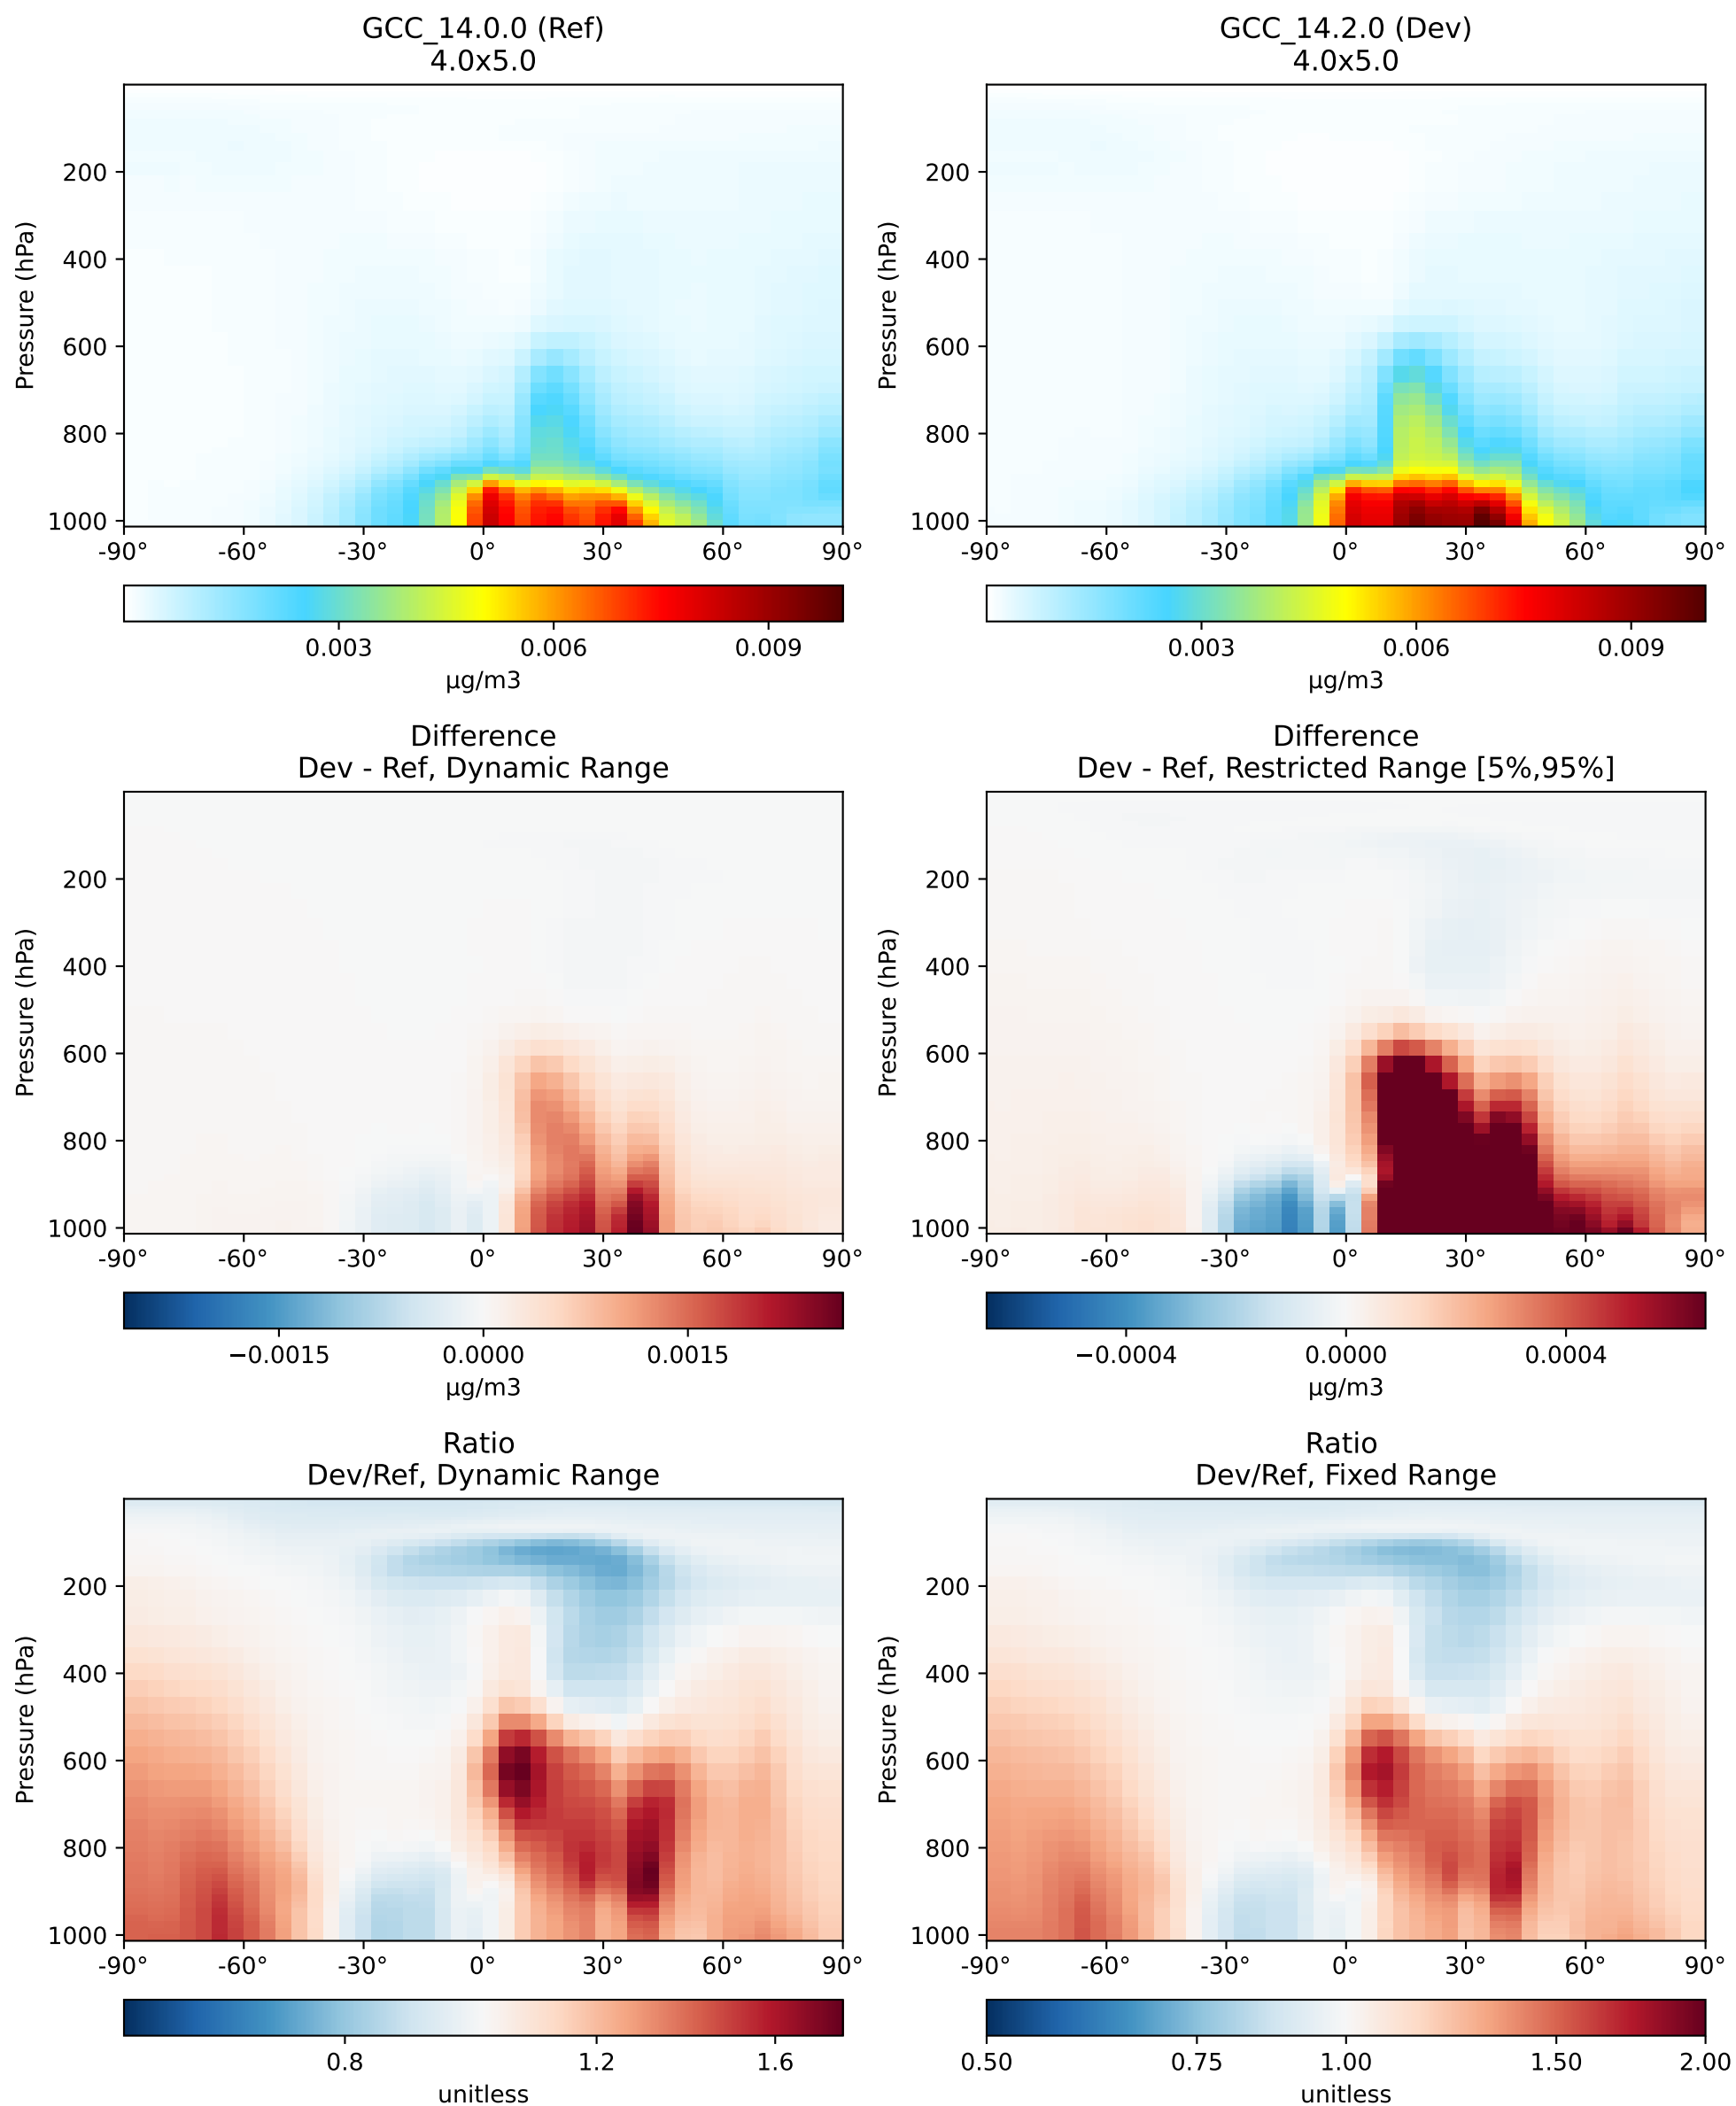 GCC_14.0.0 (Ref)
4.0x5.0
Pressure (hPa)
200
400
600
800
1000
-90° -60° -30° 0° 30° 60° 90°
0.003 0.006 0.009
µg/m3
GCC_14.2.0 (Dev)
4.0x5.0
Pressure (hPa)
200
400
600
800
1000
-90° -60° -30° 0° 30° 60° 90°
0.003 0.006 0.009
µg/m3
Difference
Dev - Ref, Dynamic Range
Pressure (hPa)
200
400
600
800
1000
-90° -60° -30° 0° 30° 60° 90°
−0.0015 0.0000 0.0015
µg/m3
Difference
Dev - Ref, Restricted Range [5%,95%]
Pressure (hPa)
200
400
600
800
1000
-90° -60° -30° 0° 30° 60° 90°
−0.0004 0.0000 0.0004
µg/m3
Ratio
Dev/Ref, Dynamic Range
Pressure (hPa)
200
400
600
800
1000
-90° -60° -30° 0° 30° 60° 90°
0.8 1.2 1.6
unitless
Ratio
Dev/Ref, Fixed Range
Pressure (hPa)
200
400
600
800
1000
-90° -60° -30° 0° 30° 60° 90°
0.50 0.75 1.00 1.50 2.00
unitless